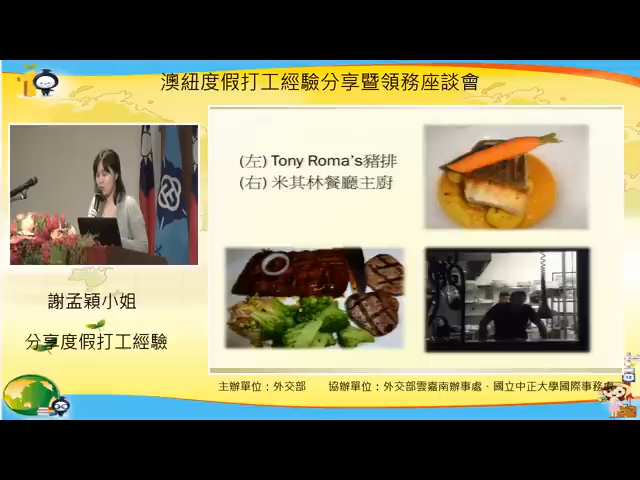 澳紐度假打工經驗分享暨領務座談會
(左) Tony Roma's豬排
(右) 米其林餐廳主廚
謝孟穎小姐
分享度假打工經驗
主辦單位：外交部 協辦單位：外交部雲嘉南辦事處、國立中正大學國際事務處